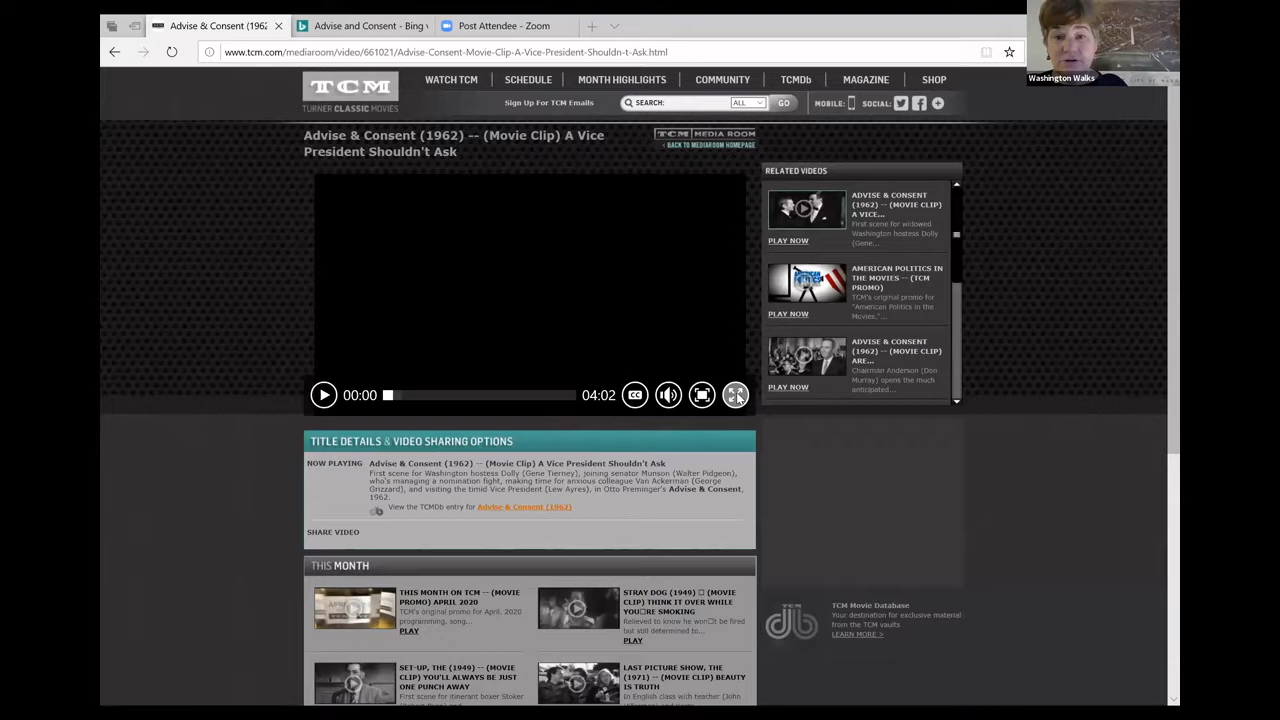 Advise & Consent (1962)
Advise and Consent - Bing
Post Attendee - Zoom
www.tcm.com/mediaroom/video/661021/Advise-Consent-Movie-Clip-A-Vice-President-Shouldn-t-Ask.html
Washington Walks
TCM
TURNER CLASSIC MOVIES
WATCH TCM
SCHEDULE
MONTH HIGHLIGHTS
COMMUNITY
TCMDb
MAGAZINE
SHOP
Sign Up For TCM Emails
SEARCH:
ALL
GO
MOBILE:
SOCIAL:
Advise & Consent (1962) -- (Movie Clip) A Vice
President Shouldn't Ask
TCM MEDIA ROOM
< BACK TO MEDIAROOM HOMEPAGE
00:00
04:02
CC
RELATED VIDEOS
ADVISE & CONSENT
(1962) -- (MOVIE CLIP)
A VICE...
First scene for widowed
Washington hostess Dolly
(Gene...
PLAY NOW
AMERICAN POLITICS IN
THE MOVIES -- (TCM
PROMO)
TCM's original promo for
"American Politics in the
Movies,"...
PLAY NOW
ADVISE & CONSENT
(1962) -- (MOVIE CLIP)
ARE...
Chairman Anderson (Don
Murray) opens the much
anticipated...
PLAY NOW
TITLE DETAILS & VIDEO SHARING OPTIONS
NOW PLAYING
Advise & Consent (1962) -- (Movie Clip) A Vice President Shouldn't Ask
First scene for Washington hostess Dolly (Gene Tierney), joining senator Munson (Walter Pidgeon),
who's managing a nomination fight, making time for anxious colleague Van Ackerman (George
Grizzard), and visiting the timid Vice President (Lew Ayres), in Otto Preminger's Advise & Consent,
1962.
View the TCMDb entry for Advise & Consent (1962)
SHARE VIDEO
THIS MONTH
THIS MONTH ON TCM -- (MOVIE
PROMO) APRIL 2020
TCM's original promo for April, 2020
programming, song...
PLAY
STRAY DOG (1949) □ (MOVIE
CLIP) THINK IT OVER WHILE
YOU□RE SMOKING
Relieved to know he won□t be fired
but still determined to...
PLAY
SET-UP, THE (1949) -- (MOVIE
CLIP) YOU'LL ALWAYS BE JUST
ONE PUNCH AWAY
First scene for itinerant boxer Stoker
LAST PICTURE SHOW, THE
(1971) -- (MOVIE CLIP) BEAUTY
IS TRUTH
In English class with teacher (John
TCM
db
TCM Movie Database
Your destination for exclusive material
from the TCM vaults
LEARN MORE >